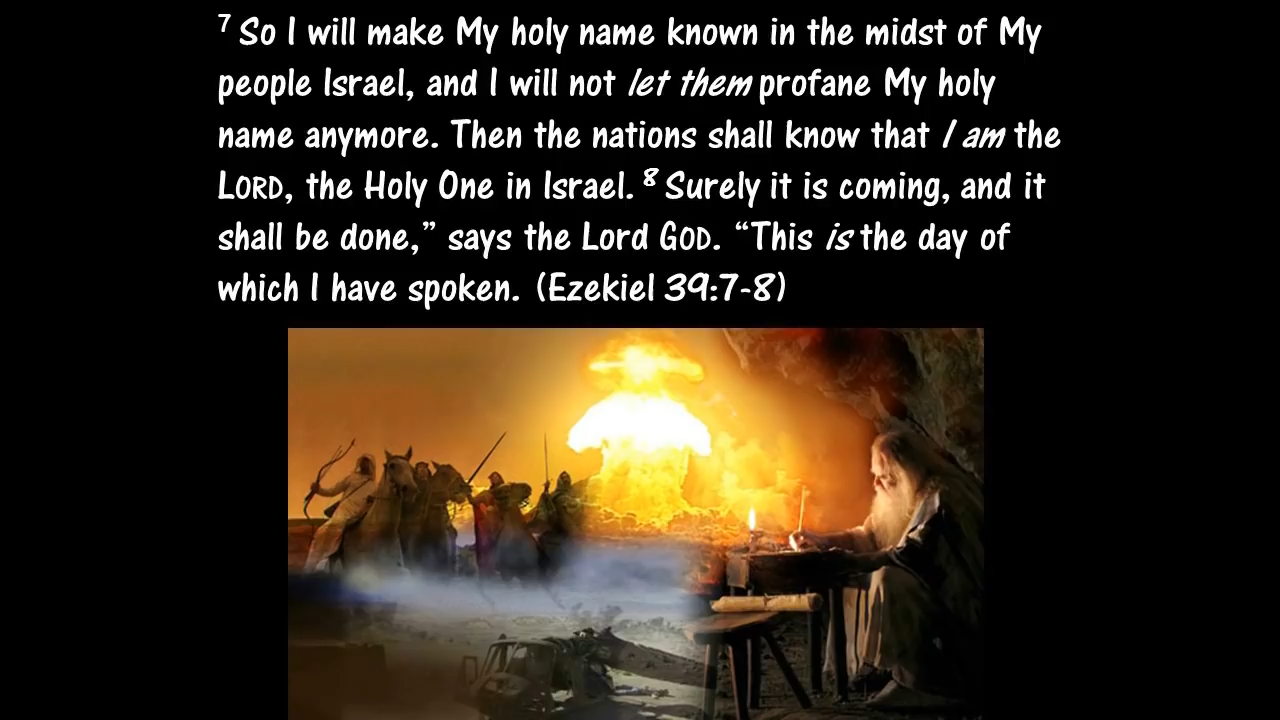 7 So I will make My holy name known in the midst of My
people Israel, and I will not let them profane My holy
name anymore. Then the nations shall know that I am the
LORD, the Holy One in Israel. 8 Surely it is coming, and it
shall be done,” says the Lord GOD. “This is the day of
which I have spoken. (Ezekiel 39:7-8)